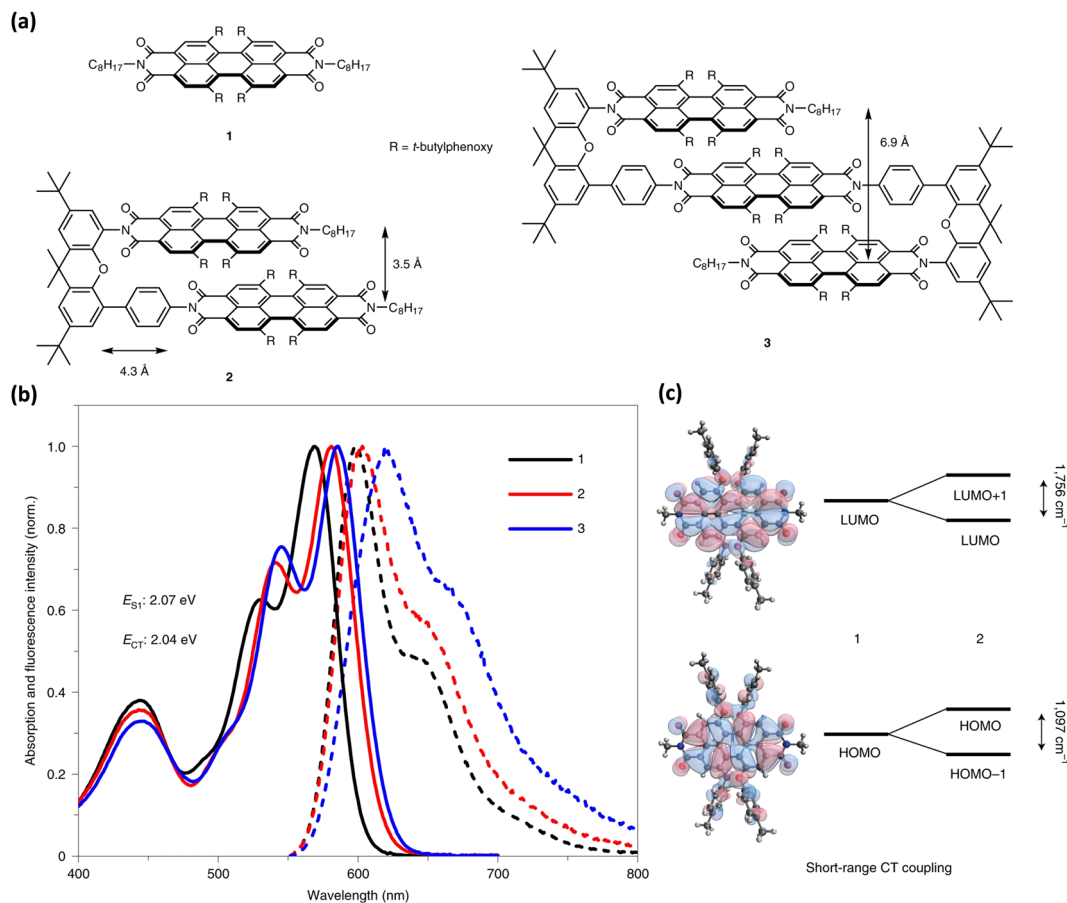 (a)
R R
O O
C8H17–N N–C8H17
O O
R R
1
R = t-butylphenoxy
R R
O O
N N
O C8H17
O O
R R
R R
3.5 Å
O O
N N
C8H17
O O
R R
4.3 Å
2
R R
O O
N N–C8H17
O
O O
R R
6.9 Å
R R
O O
N N
O O
R R
O
R R
O O
C8H17–N N
O O
R R
3
(b)
Absorption and fluorescence intensity (norm.)
1.0
0.8
0.6
0.4
0.2
0
400 500 600 700 800
Wavelength (nm)
1
2
3
ES1: 2.07 eV
ECT: 2.04 eV
(c)
LUMO
LUMO+1
LUMO
1,756 cm−1
1 2
HOMO
HOMO
HOMO−1
1,097 cm−1
Short-range CT coupling